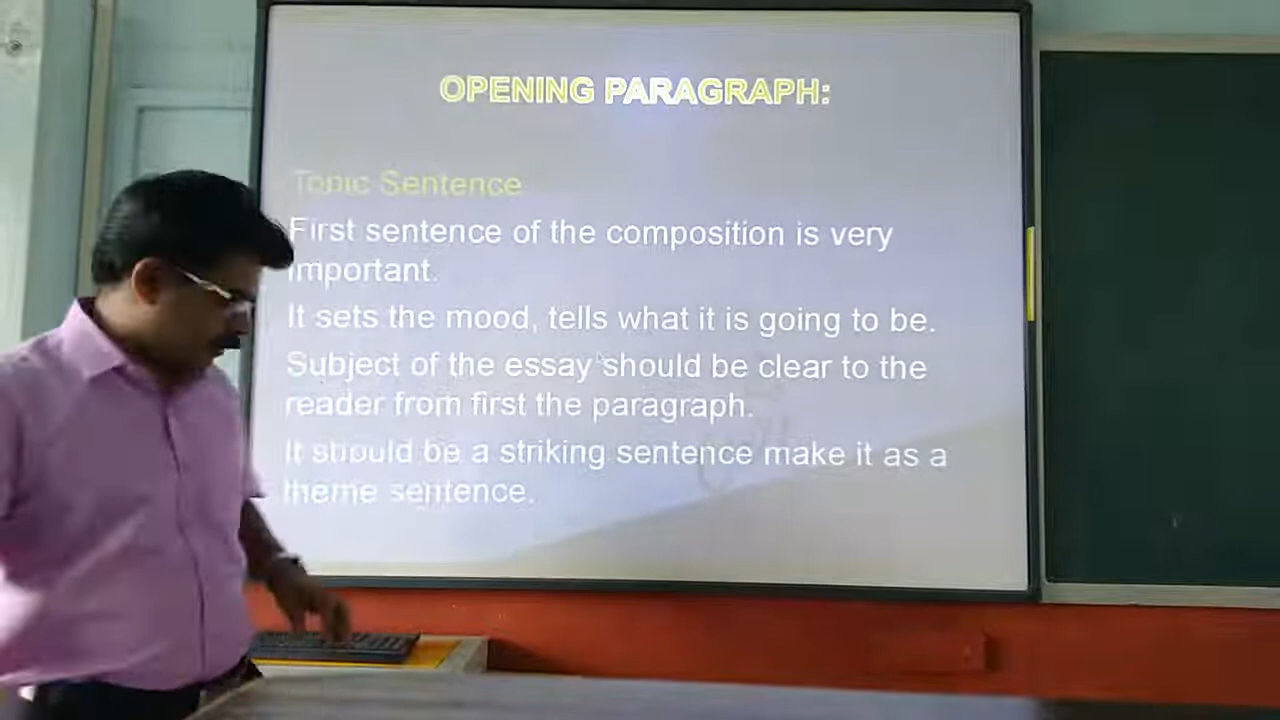 OPENING PARAGRAPH:
Topic Sentence
First sentence of the composition is very
important.
It sets the mood, tells what it is going to be.
Subject of the essay should be clear to the
reader from first the paragraph.
It should be a striking sentence make it as a
theme sentence.